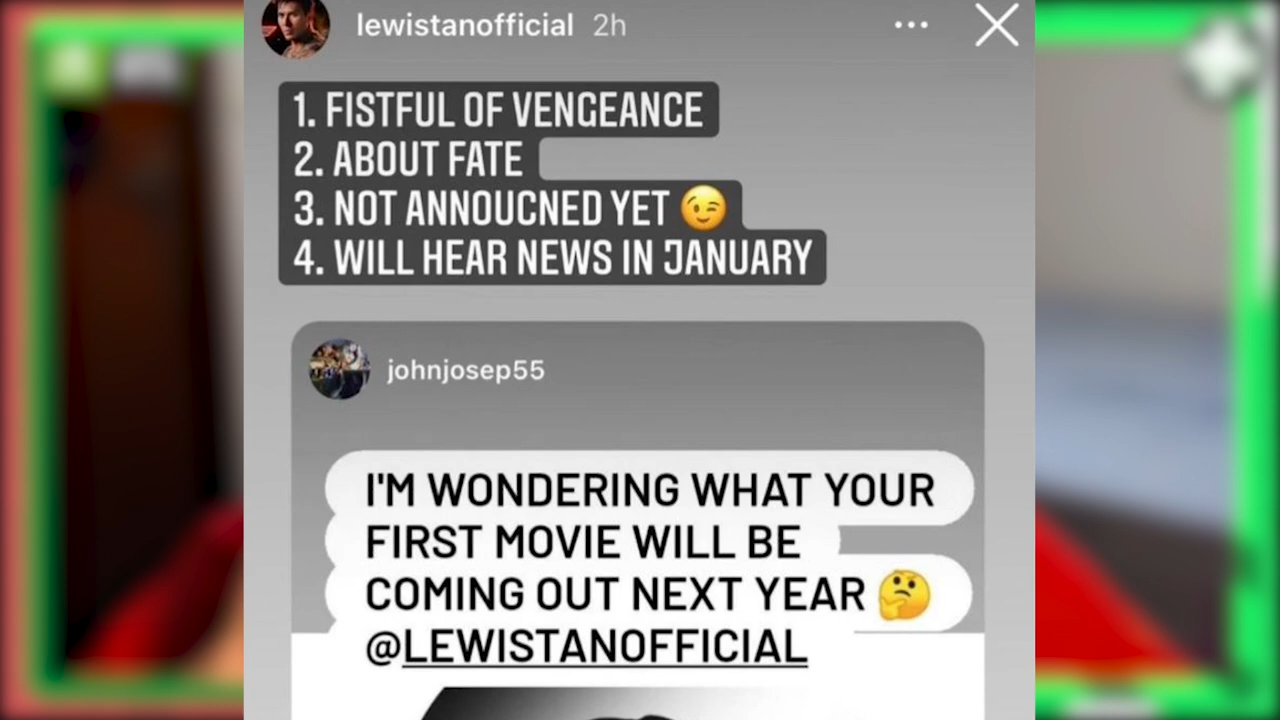 lewistanofficial 2h
1. FISTFUL OF VENGEANCE
2. ABOUT FATE
3. NOT ANNOUCNED YET 😉
4. WILL HEAR NEWS IN JANUARY
johnjosep55
I'M WONDERING WHAT YOUR
FIRST MOVIE WILL BE
COMING OUT NEXT YEAR 🤔
@LEWISTANOFFICIAL